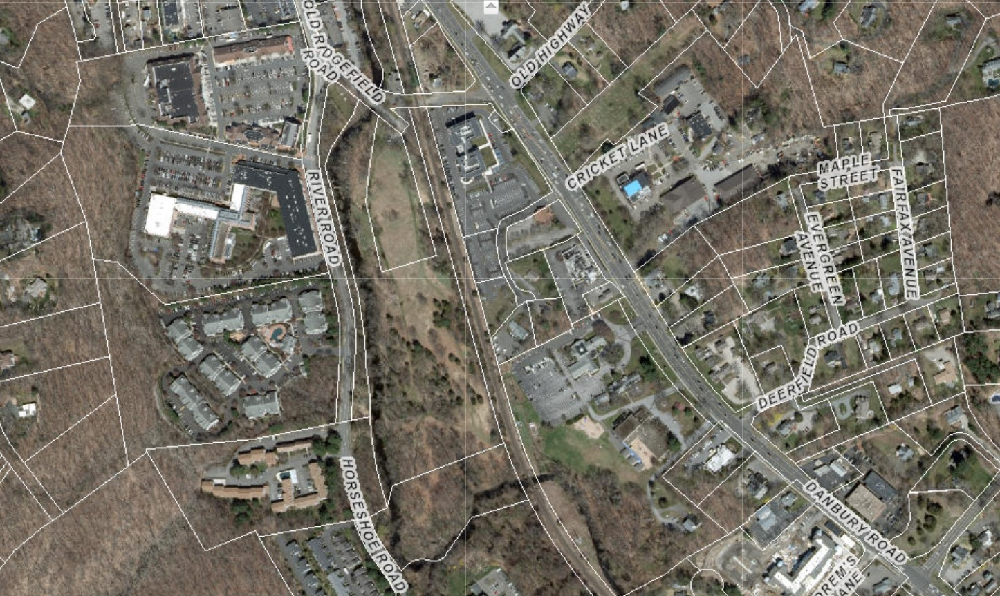 OLD RIDGEFIELD
ROAD
OLD HIGHWAY
CRICKET LANE
MAPLE
STREET
FAIRFAX AVENUE
EVERGREEN
AVENUE
RIVER ROAD
DEERFIELD ROAD
HORSESHOE ROAD
DANBURY ROAD